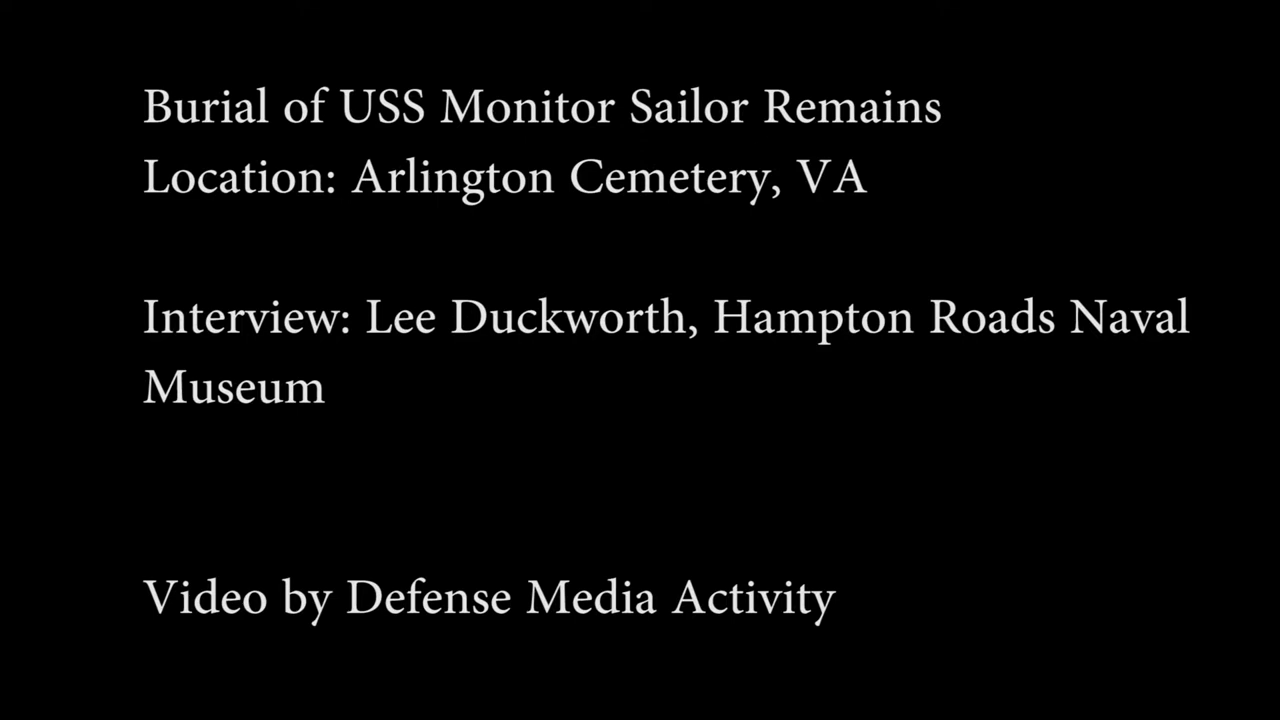 Burial of USS Monitor Sailor Remains
Location: Arlington Cemetery, VA
Interview: Lee Duckworth, Hampton Roads Naval
Museum
Video by Defense Media Activity